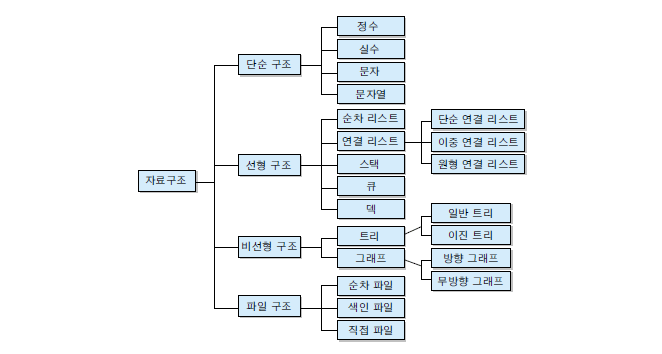 자료구조
단순 구조
정수
실수
문자
문자열
선형 구조
순차 리스트
연결 리스트
단순 연결 리스트
이중 연결 리스트
원형 연결 리스트
스택
큐
덱
비선형 구조
트리
일반 트리
이진 트리
그래프
방향 그래프
무방향 그래프
파일 구조
순차 파일
색인 파일
직접 파일